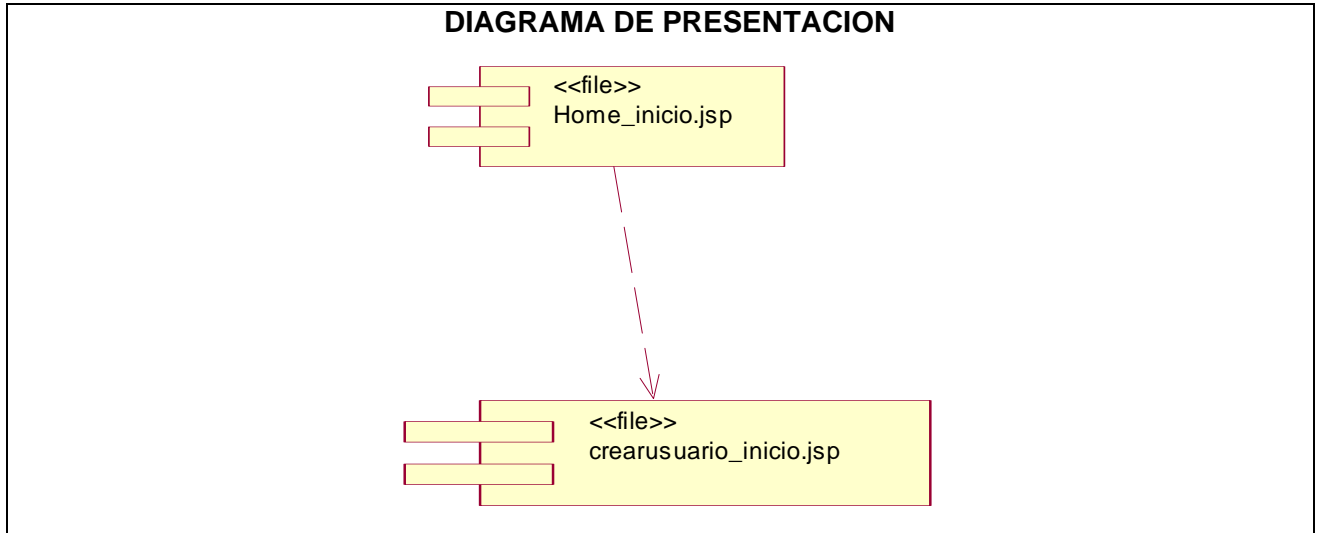 DIAGRAMA DE PRESENTACION
<<file>>
Home_inicio.jsp
<<file>>
crearusuario_inicio.jsp